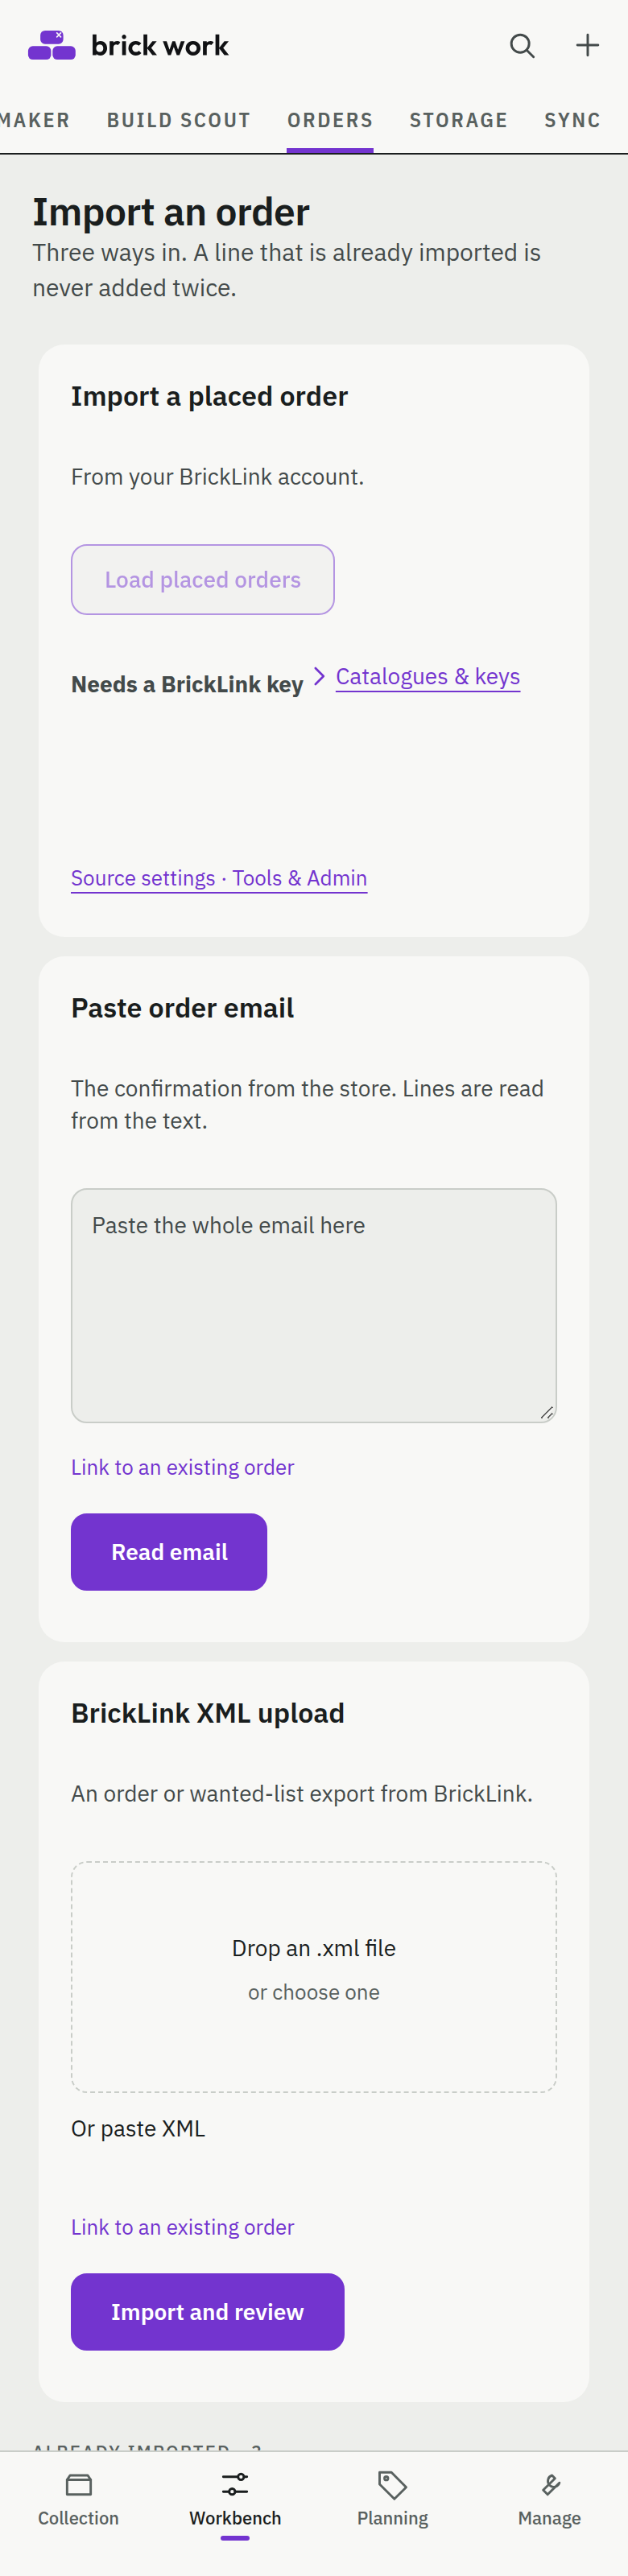 brick work
MAKER BUILD SCOUT ORDERS STORAGE SYNC
Import an order
Three ways in. A line that is already imported is
never added twice.
Import a placed order
From your BrickLink account.
Load placed orders
Needs a BrickLink key Catalogues & keys
Source settings · Tools & Admin
Paste order email
The confirmation from the store. Lines are read
from the text.
Paste the whole email here
Link to an existing order
Read email
BrickLink XML upload
An order or wanted-list export from BrickLink.
Drop an .xml file
or choose one
Or paste XML
Link to an existing order
Import and review
ALREADY IMPORTED
Collection Workbench Planning Manage